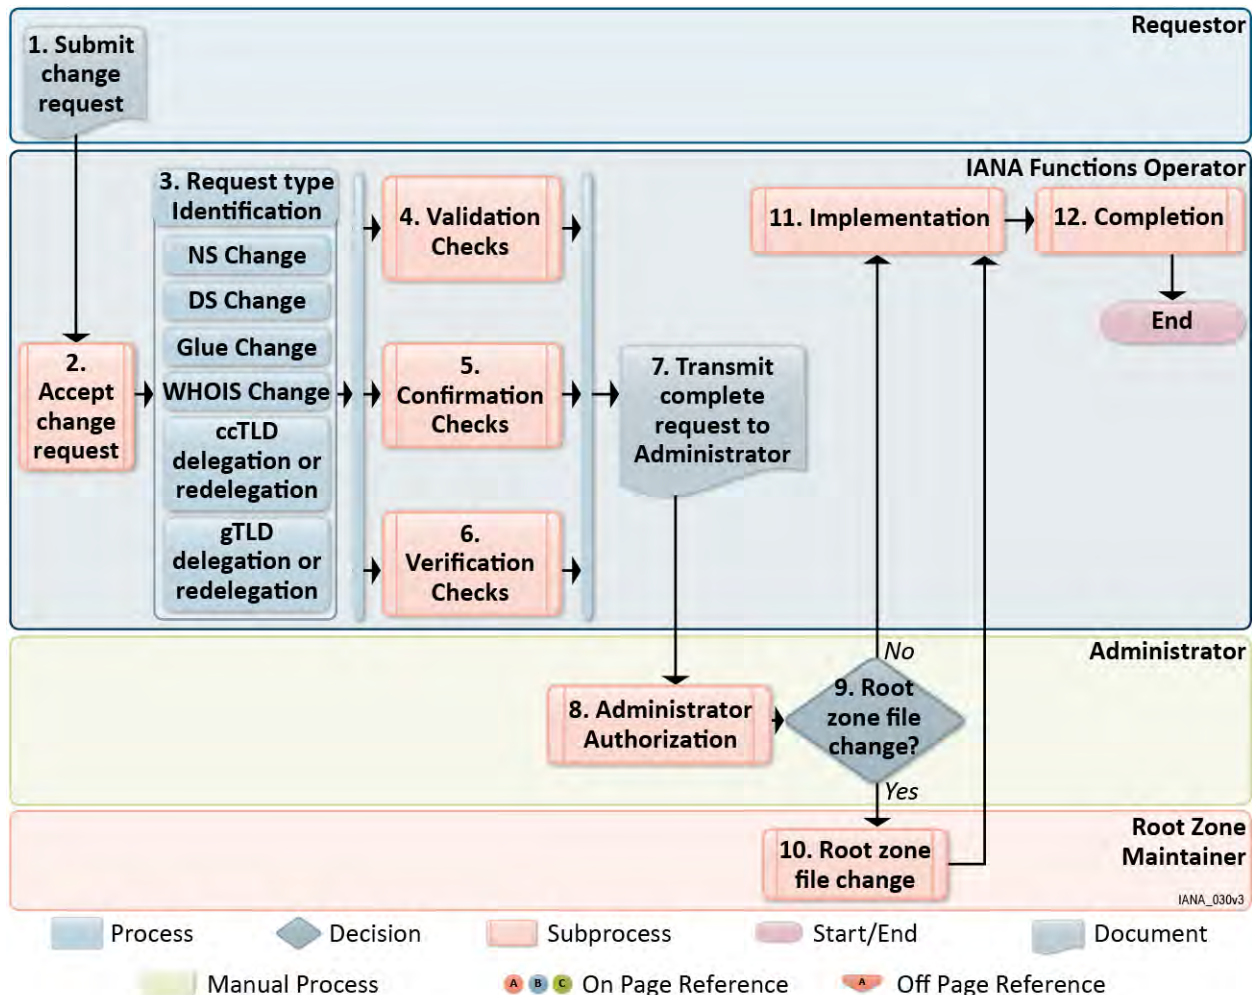 Requestor
1. Submit
change
request
IANA Functions Operator
3. Request type
Identification
NS Change
DS Change
Glue Change
WHOIS Change
ccTLD
delegation or
redelegation
gTLD
delegation or
redelegation
2.
Accept
change
request
4. Validation
Checks
5.
Confirmation
Checks
6.
Verification
Checks
7. Transmit
complete
request to
Administrator
11. Implementation
12. Completion
End
Administrator
8. Administrator
Authorization
No
9. Root
zone file
change?
Yes
Root Zone
Maintainer
10. Root zone
file change
IANA_030v3
Process
Decision
Subprocess
Start/End
Document
Manual Process
A B C On Page Reference
A Off Page Reference